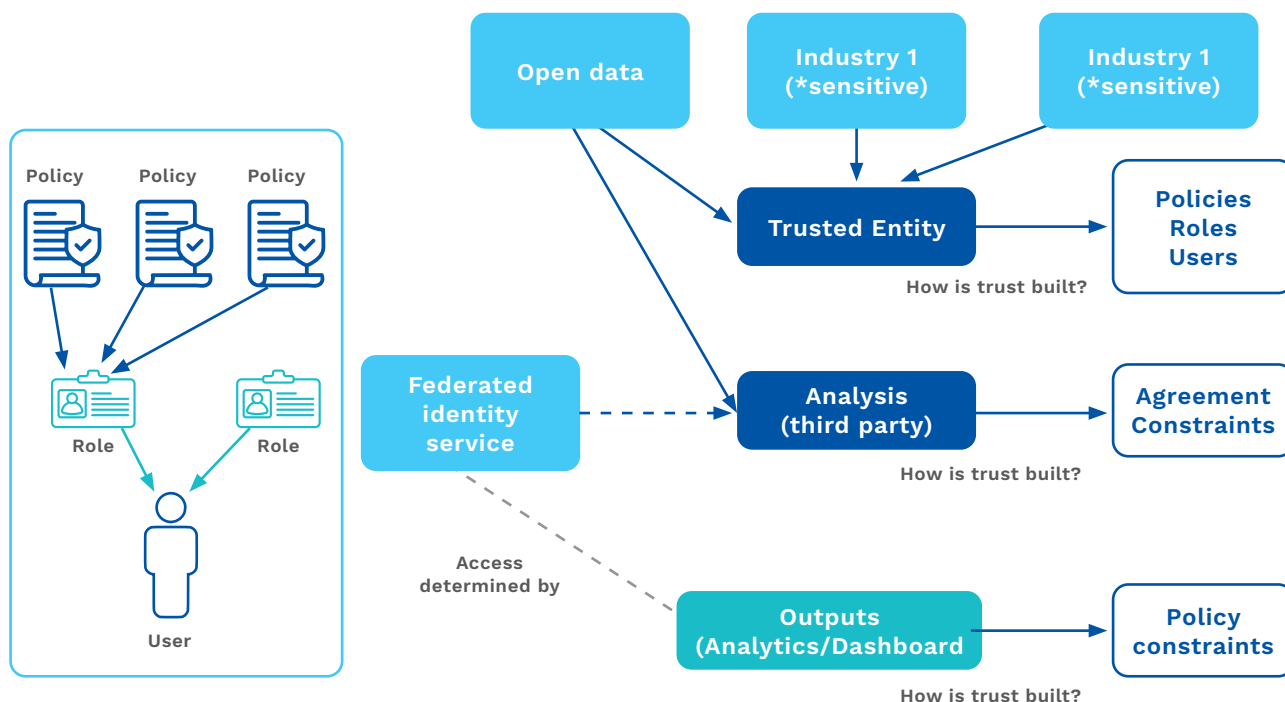 Policy
Policy
Policy
Role
Role
User
Open data
Industry 1
(*sensitive)
Industry 1
(*sensitive)
Trusted Entity
Policies
Roles
Users
How is trust built?
Federated
identity
service
Analysis
(third party)
Agreement
Constraints
How is trust built?
Access
determined by
Outputs
(Analytics/Dashboard
Policy
constraints
How is trust built?